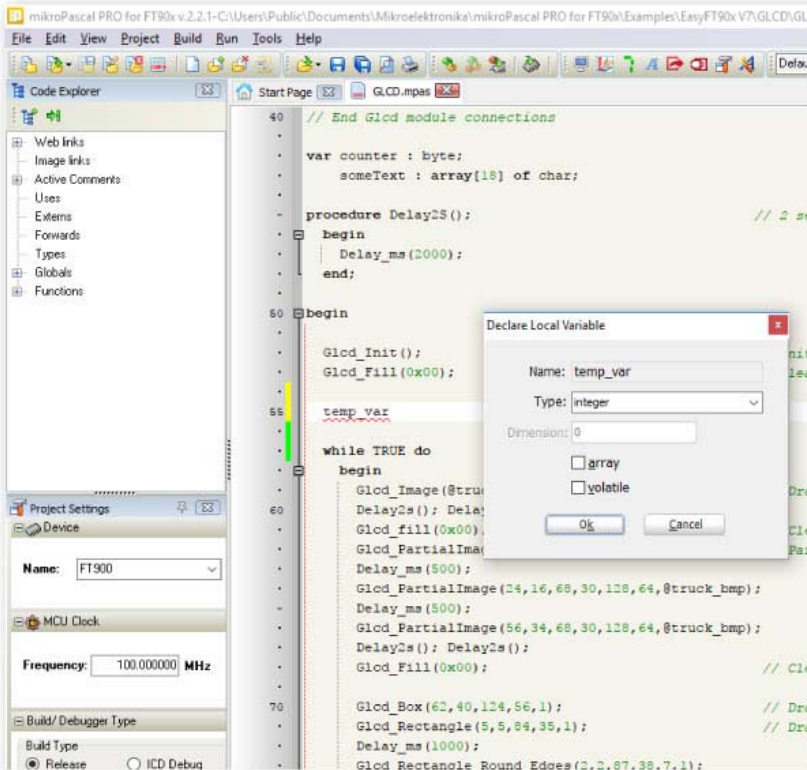 mikroPascal PRO for FT90x v.2.2.1-C:\Users\Public\Documents\Mikroelektronika\mikroPascal PRO for FT90x\Examples\EasyFT90x V7\GLCD\GL
File Edit View Project Build Run Tools Help
Defau
Code Explorer
Web links
Image links
Active Comments
Uses
Externs
Forwards
Types
Globals
Functions
Project Settings
Device
Name: FT900
MCU Clock
Frequency: 100.000000 MHz
Build/ Debugger Type
Build Type
Release ICD Debug
Start Page GLCD.mpas
40 // End Glcd module connections
var counter : byte;
someText : array[18] of char;
procedure Delay2S(); // 2 se
begin
Delay_ms(2000);
end;
50 begin
Glcd_Init();
Glcd_Fill(0x00);
55 temp_var
while TRUE do
begin
Glcd_Image(@truc
60 Delay2s(); Delay
Glcd_fill(0x00)
Glcd_PartialImag
Delay_ms(500);
Glcd_PartialImage(24,16,68,30,128,64,@truck_bmp);
Delay_ms(500);
Glcd_PartialImage(56,34,68,30,128,64,@truck_bmp);
Delay2s(); Delay2s();
Glcd_Fill(0x00); // Cle
70 Glcd_Box(62,40,124,56,1); // Dra
Glcd_Rectangle(5,5,84,35,1); // Dra
Delay_ms(1000);
Glcd_Rectangle_Round_Edges(2,2,87,38,7,1);
Declare Local Variable
Name: temp_var
Type: integer
Dimension: 0
array
volatile
Ok Cancel